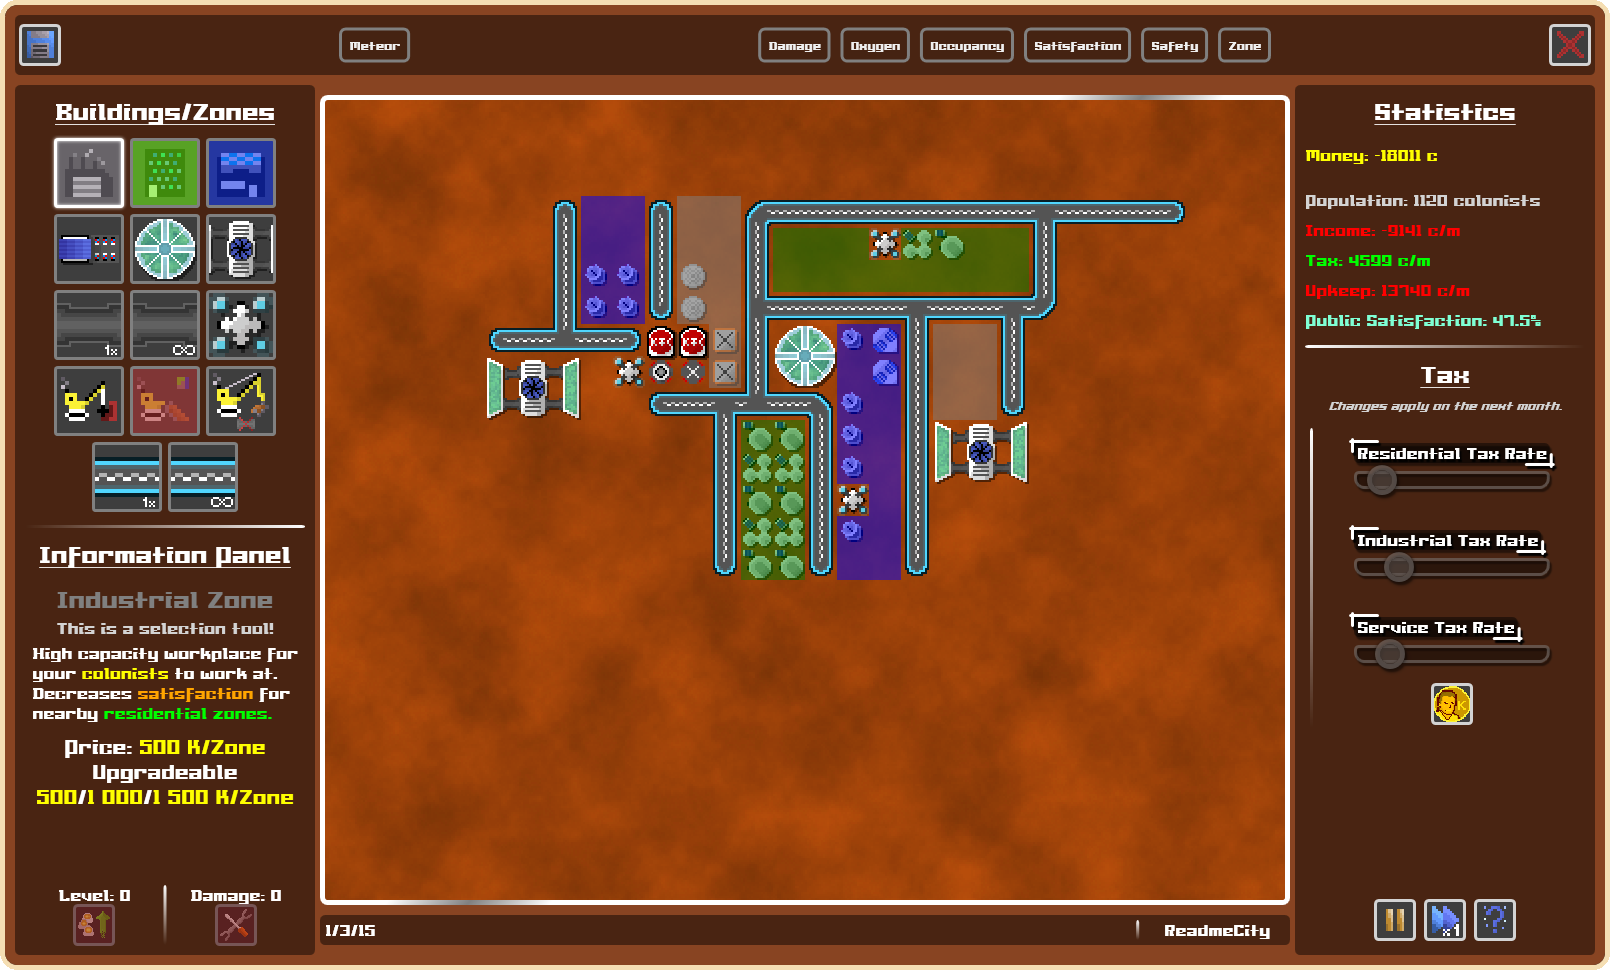 Meteor
Damage
Oxygen
Occupancy
Satisfaction
Safety
Zone
Buildings/Zones
1x
∞
1x
∞
Information Panel
Industrial Zone
This is a selection tool!
High capacity workplace for
your colonists to work at.
Decreases satisfaction for
nearby residential zones.
Price: 500 K/Zone
Upgradeable
500/1 000/1 500 K/Zone
Level: 0
Damage: 0
1/3/15
ReadmeCity
Statistics
Money: -18011 c
Population: 1120 colonists
Income: -9141 c/m
Tax: 4599 c/m
Upkeep: 13740 c/m
Public Satisfaction: 47.5%
Tax
Changes apply on the next month.
Residential Tax Rate
Industrial Tax Rate
Service Tax Rate
K
x1
?